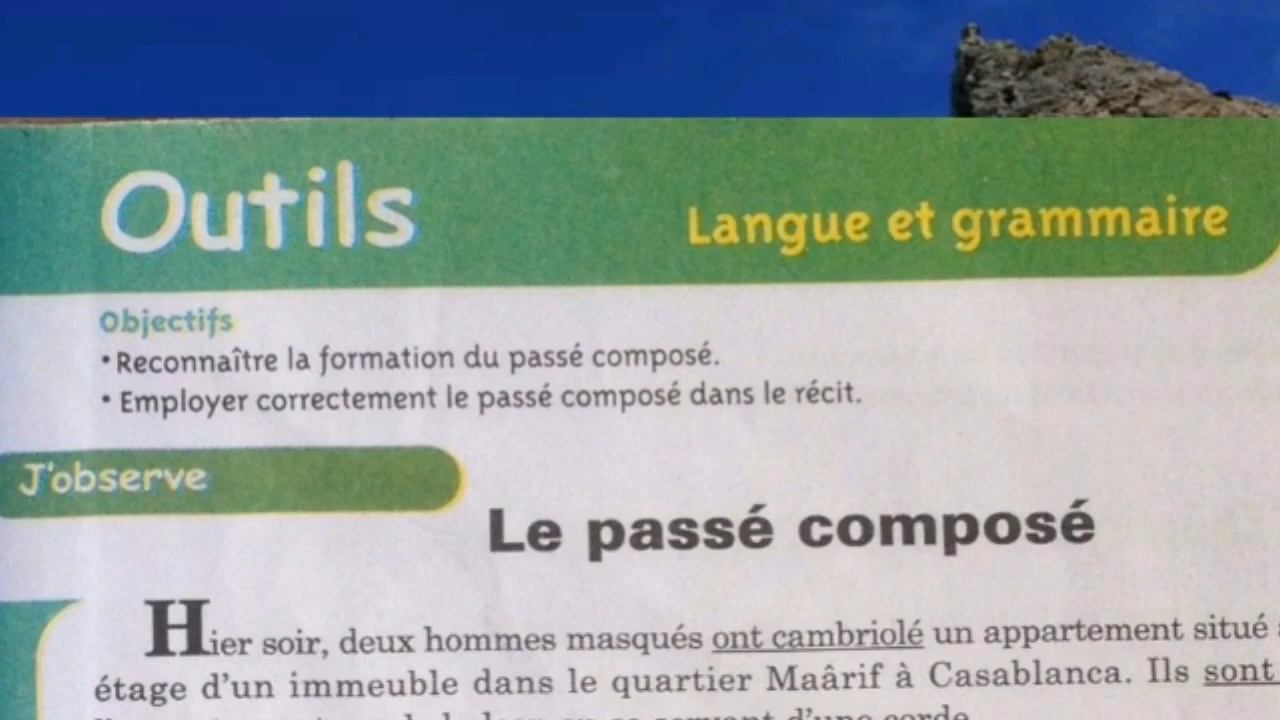 Outils
Langue et grammaire
Objectifs
• Reconnaître la formation du passé composé.
• Employer correctement le passé composé dans le récit.
J'observe
Le passé composé
Hier soir, deux hommes masqués ont cambriolé un appartement situé
étage d'un immeuble dans le quartier Maârif à Casablanca. Ils sont
d'une corde